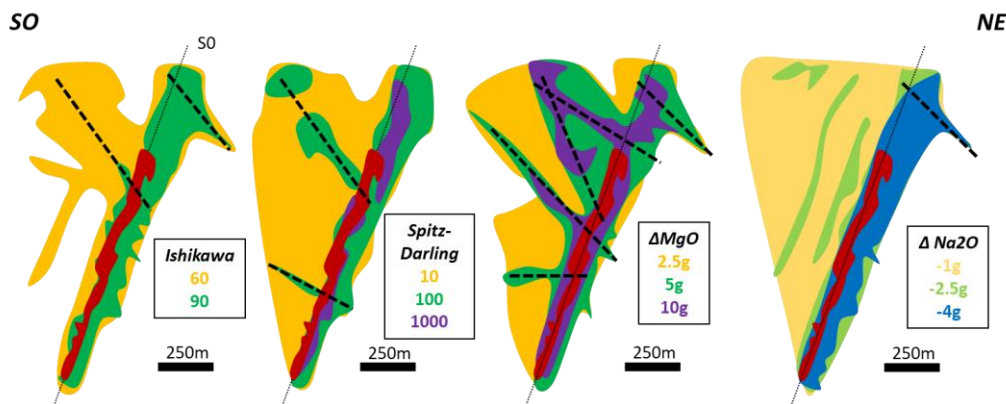 SO
NE
S0
Ishikawa
60
90
250m
Spitz-
Darling
10
100
1000
250m
ΔMgO
2.5g
5g
10g
250m
Δ Na2O
-1g
-2.5g
-4g
250m